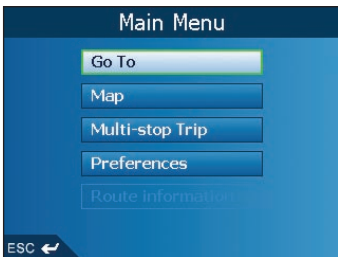 Main Menu
Go To
Map
Multi-stop Trip
Preferences
Route information
ESC